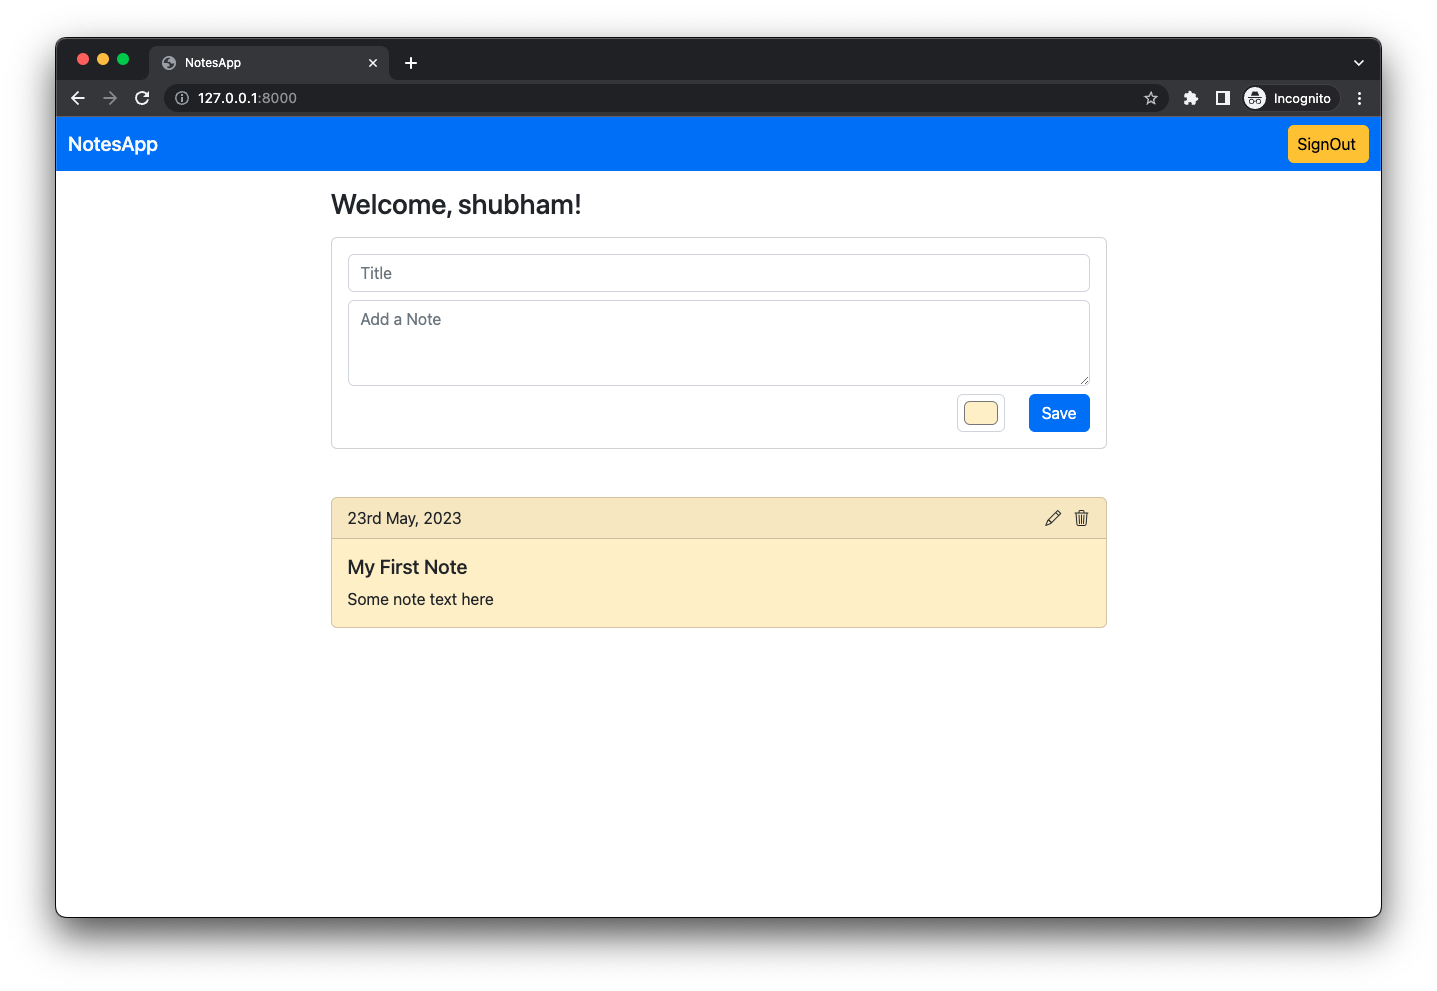 NotesApp
127.0.0.1:8000
Incognito
NotesApp
SignOut
Welcome, shubham!
Title
Add a Note
Save
23rd May, 2023
My First Note
Some note text here